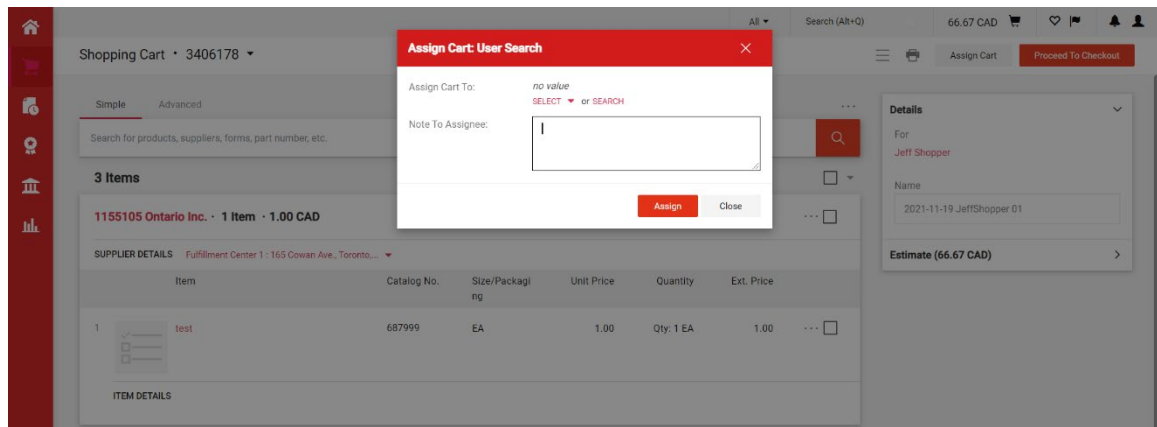 All
Search (Alt+Q)
66.67 CAD
Shopping Cart • 3406178
Assign Cart
Proceed To Checkout
Assign Cart: User Search
Assign Cart To:
no value
SELECT or SEARCH
Note To Assignee:
Assign
Close
Simple
Advanced
Search for products, suppliers, forms, part number, etc.
3 Items
1155105 Ontario Inc. · 1 Item · 1.00 CAD
SUPPLIER DETAILS Fulfillment Center 1 : 165 Cowan Ave., Toronto,...
Item
Catalog No.
Size/Packagi
ng
Unit Price
Quantity
Ext. Price
1
test
687999
EA
1.00
Qty: 1 EA
1.00
ITEM DETAILS
Details
For
Jeff Shopper
Name
2021-11-19 JeffShopper 01
Estimate (66.67 CAD)